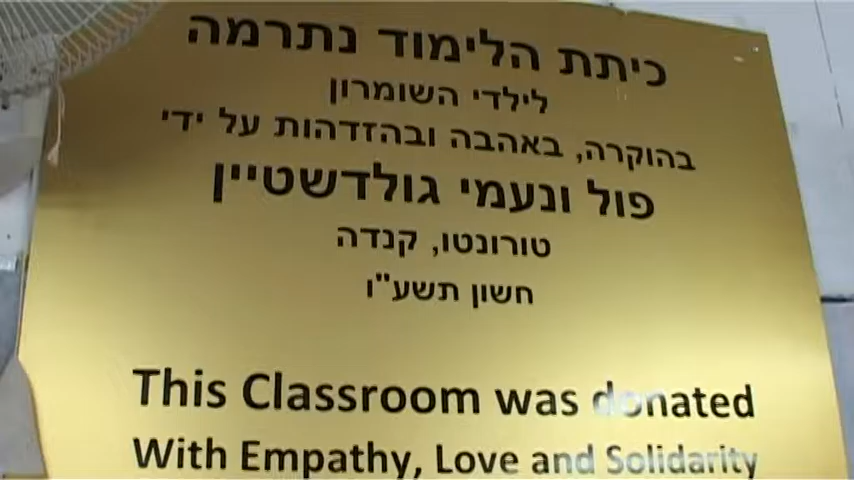 כיתת הלימוד נתרמה
לילדי השומרון
בהוקרה, באהבה ובהזדהות על ידי
פול ונעמי גולדשטיין
טורונטו, קנדה
חשון תשע"ו
This Classroom was donated
With Empathy, Love and Solidarity